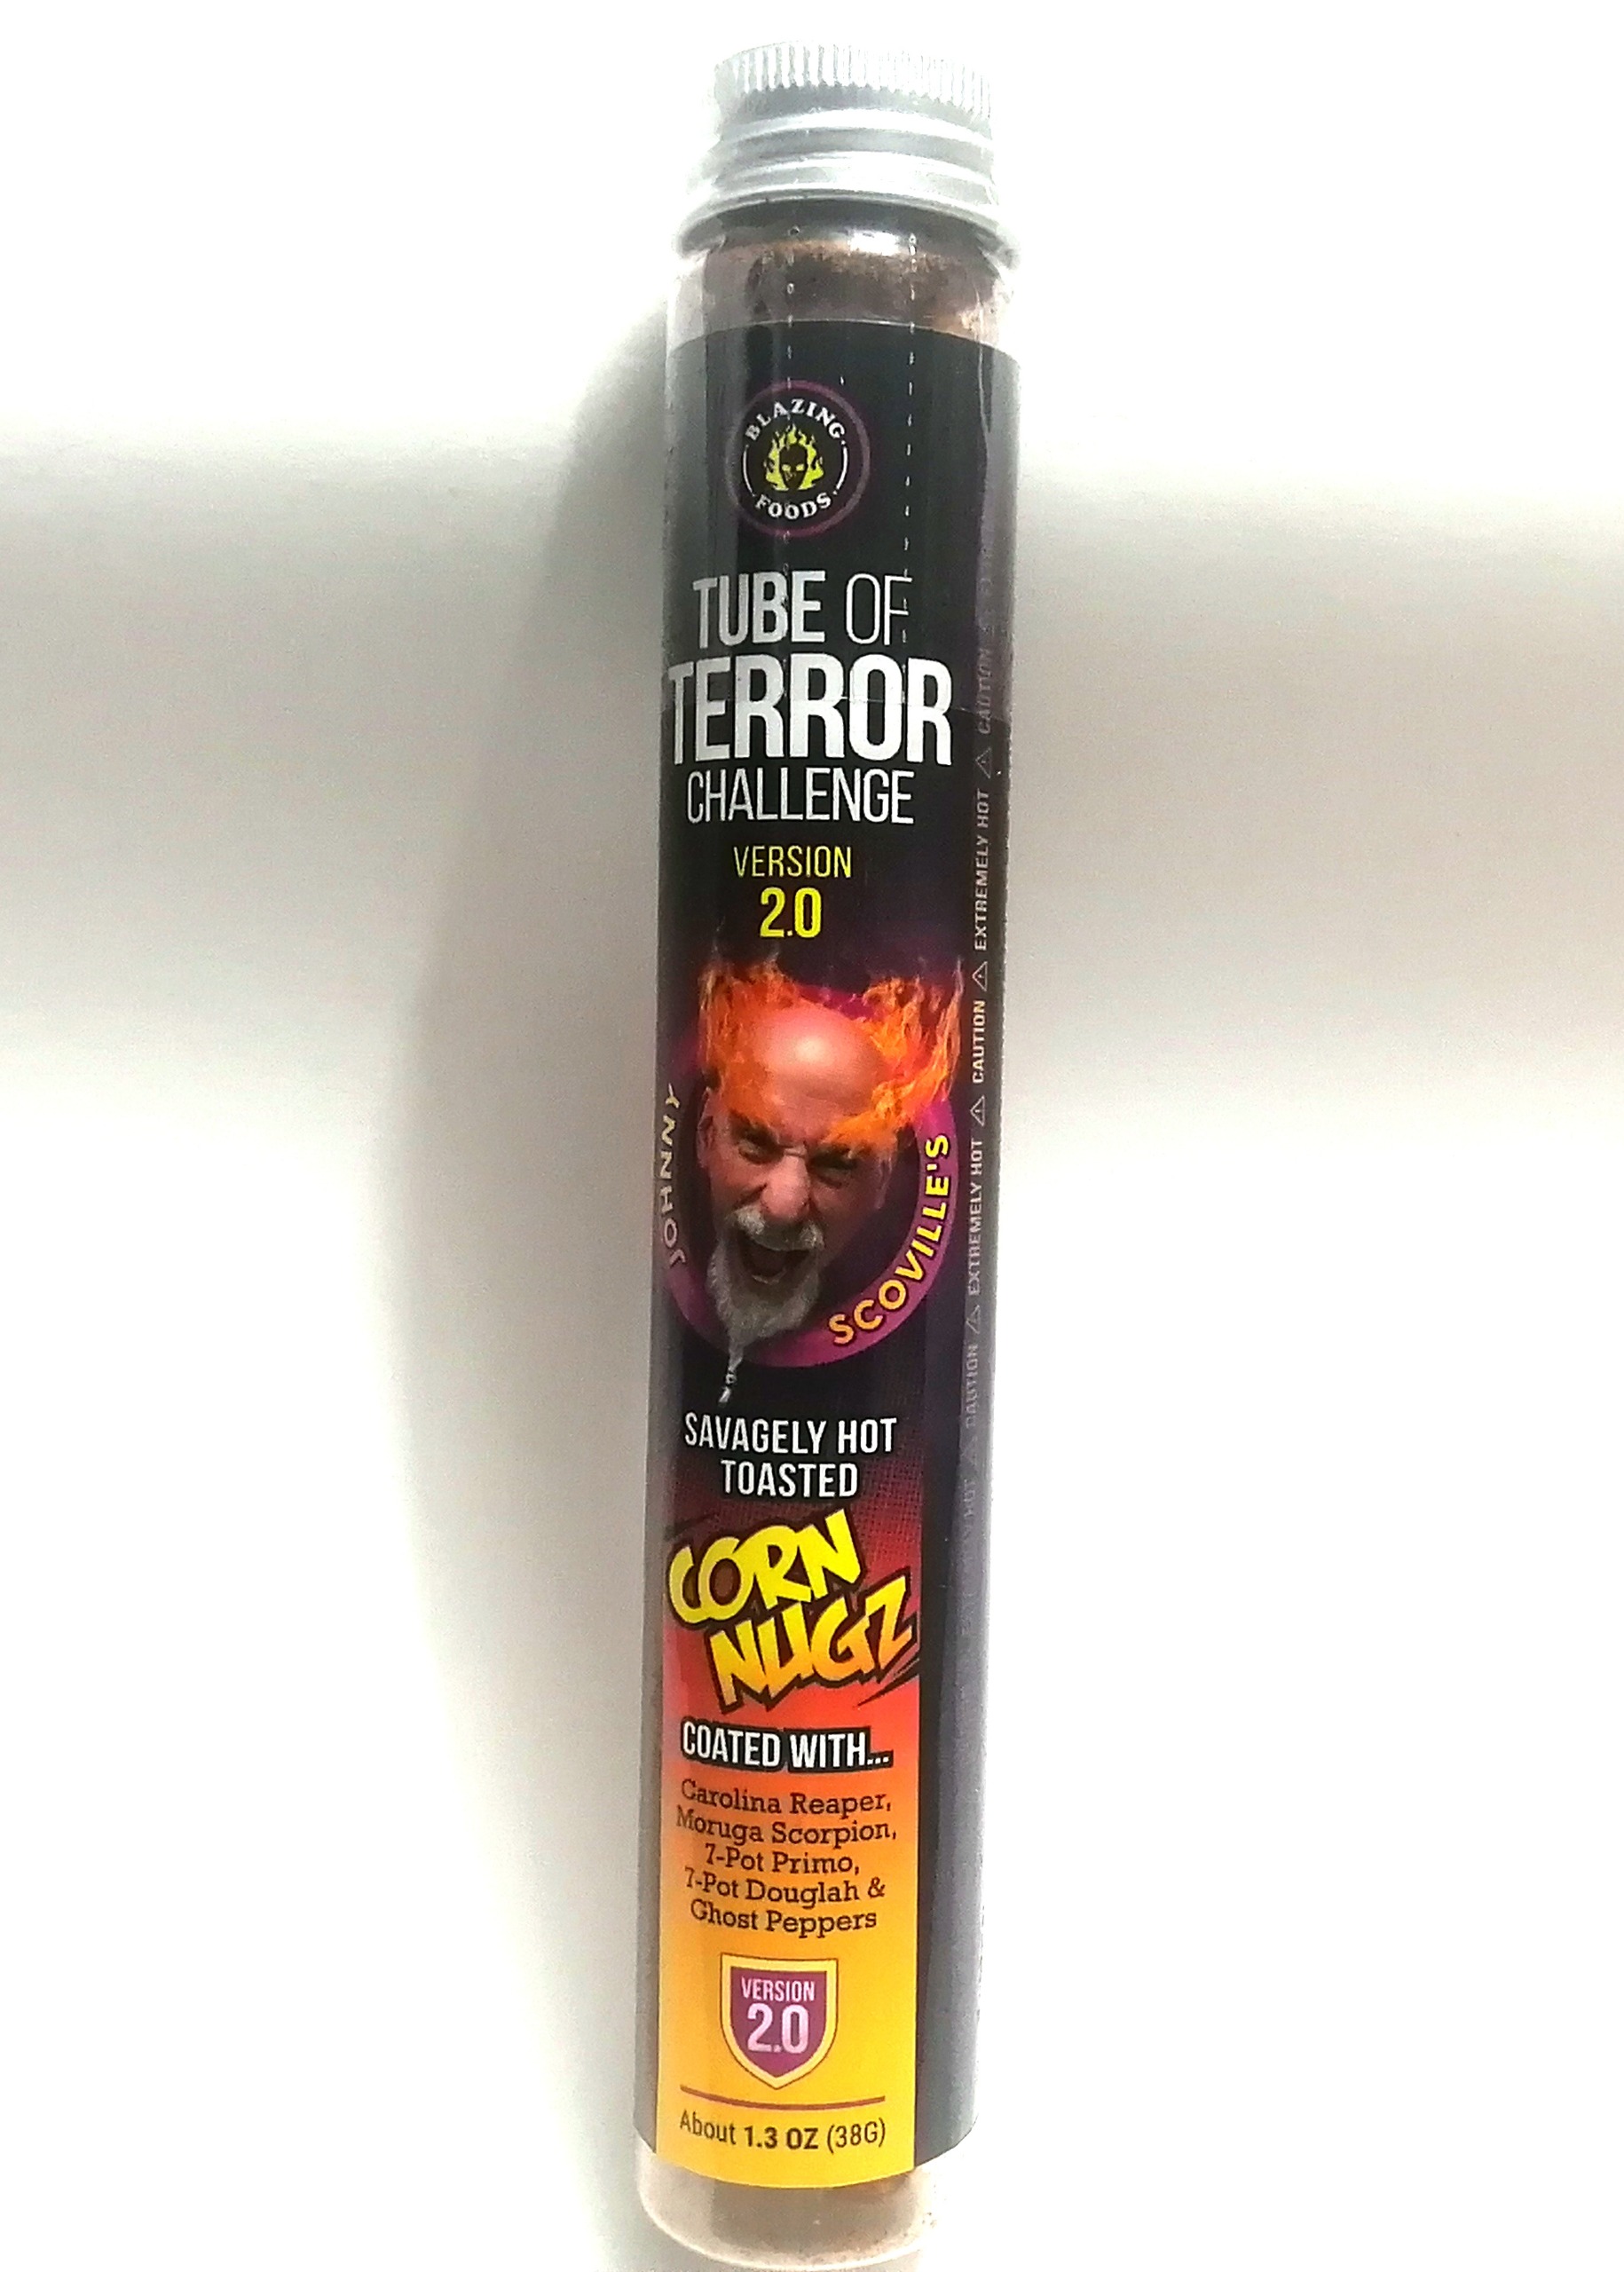 BLAZING
FOODS
TUBE OF
TERROR
CHALLENGE
VERSION
2.0
JOHNNY
SCOVILLE'S
SAVAGELY HOT
TOASTED
CORN
NUGZ
COATED WITH...
Carolina Reaper,
Moruga Scorpion,
7-Pot Primo,
7-Pot Douglah &
Ghost Peppers
VERSION
2.0
About 1.3 OZ (38G)
HOT ⚠ CAUTION ⚠ EXTREMELY HOT ⚠ CAUTION ⚠ EXTREMELY HOT ⚠ CAUTION